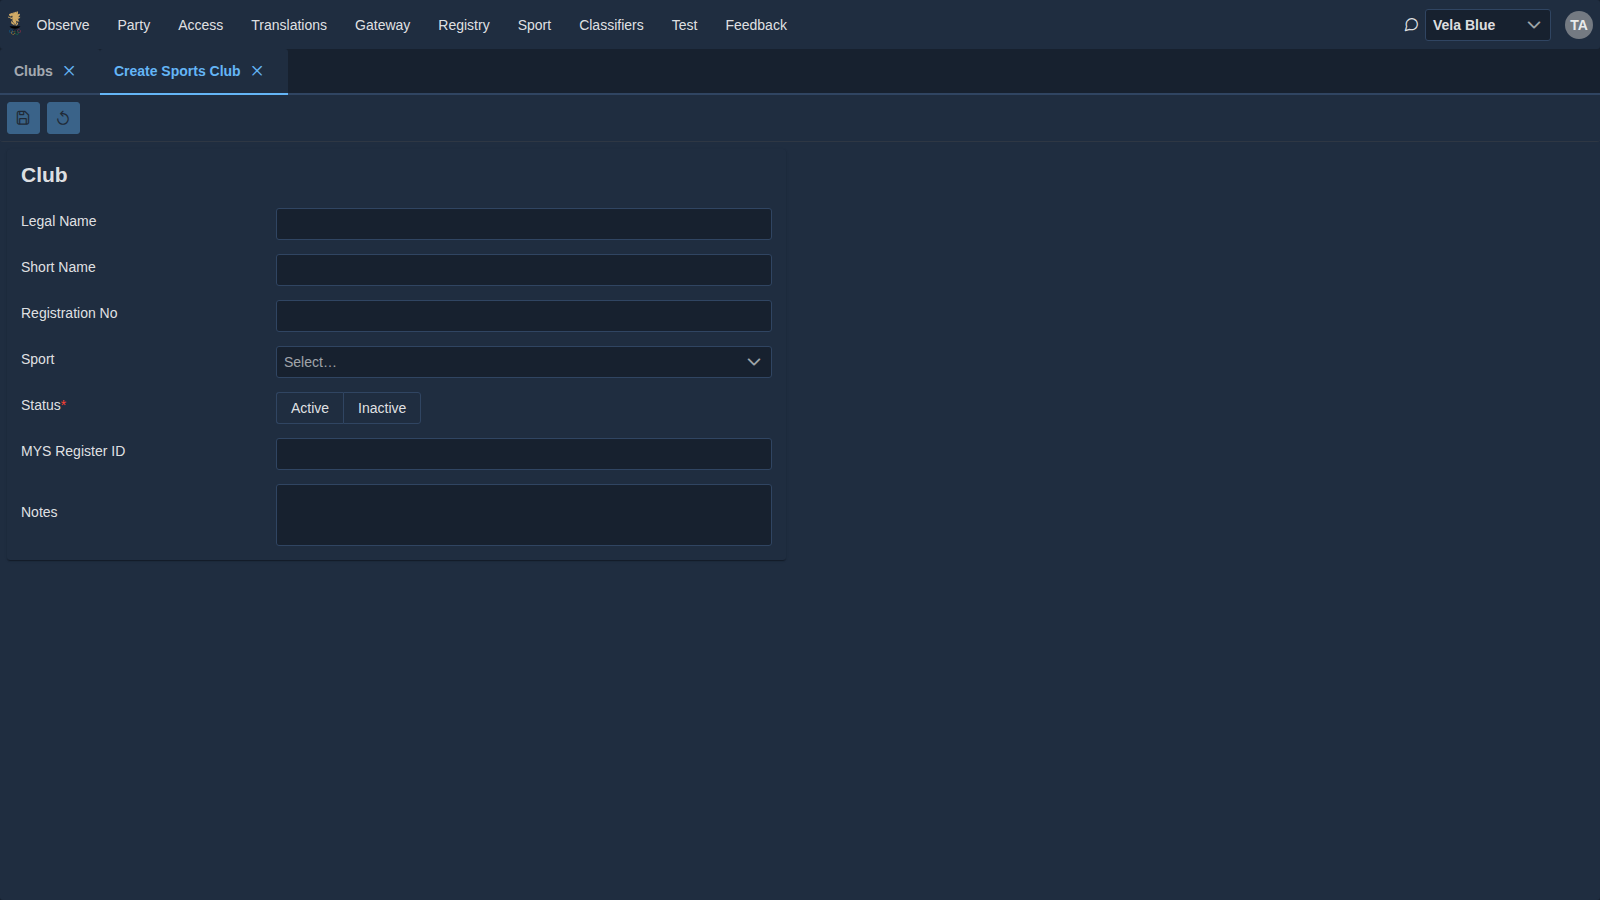 Observe Party Access Translations Gateway Registry Sport Classifiers Test Feedback Vela Blue TA
Clubs Create Sports Club
Club
Legal Name
Short Name
Registration No
Sport Select...
Status* Active Inactive
MYS Register ID
Notes